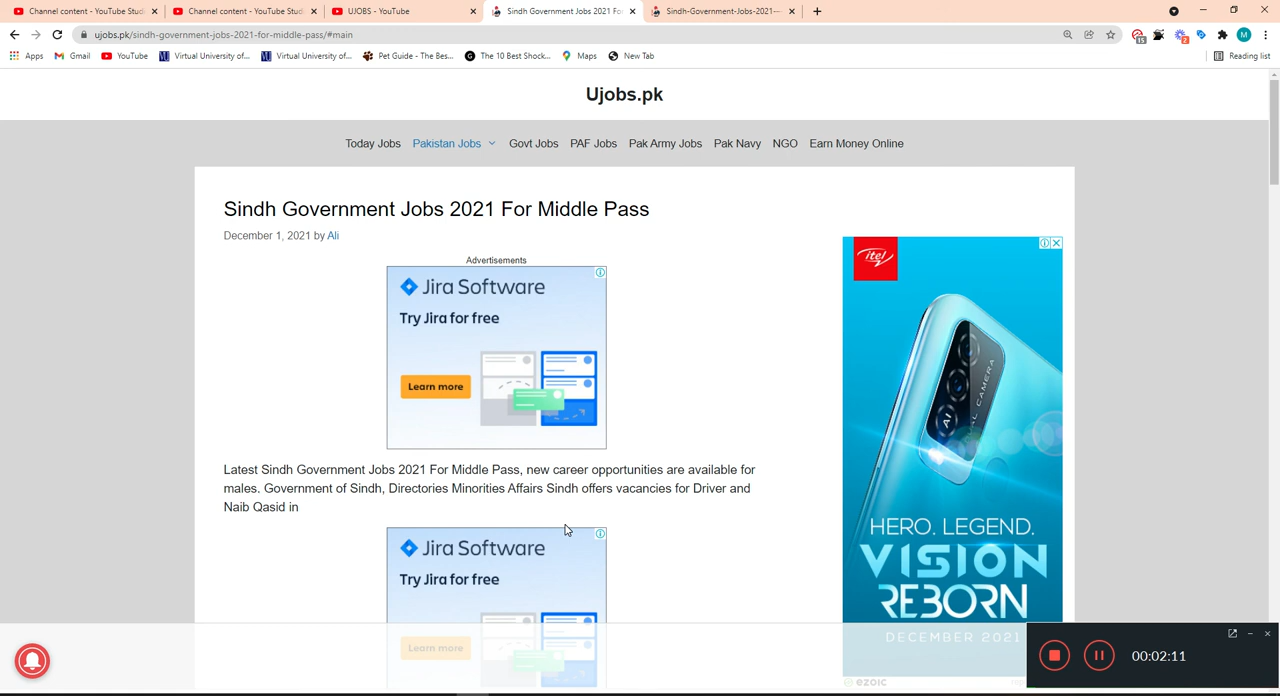 Channel content - YouTube Studi
Channel content - YouTube Studi
UJOBS - YouTube
Sindh Government Jobs 2021 Fo
Sindh-Government-Jobs-2021-
ujobs.pk/sindh-government-jobs-2021-for-middle-pass/#main
15
2
M
Apps
Gmail
YouTube
Virtual University of...
Virtual University of...
Pet Guide - The Bes...
The 10 Best Shock...
Maps
New Tab
Reading list
Ujobs.pk
Today Jobs
Pakistan Jobs
Govt Jobs
PAF Jobs
Pak Army Jobs
Pak Navy
NGO
Earn Money Online
Sindh Government Jobs 2021 For Middle Pass
December 1, 2021 by Ali
Advertisements
Jira Software
Try Jira for free
Learn more
Latest Sindh Government Jobs 2021 For Middle Pass, new career opportunities are available for
males. Government of Sindh, Directories Minorities Affairs Sindh offers vacancies for Driver and
Naib Qasid in
Jira Software
Try Jira for free
Learn more
itel
AI
CAMERA
HERO. LEGEND.
VISION
REBORN
DECEMBER 2021
ezoic
00:02:11